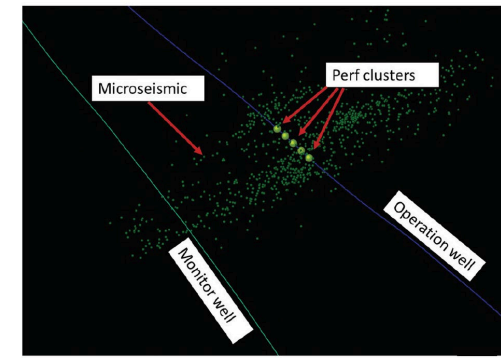 Perf clusters
Microseismic
Operation well
Monitor well